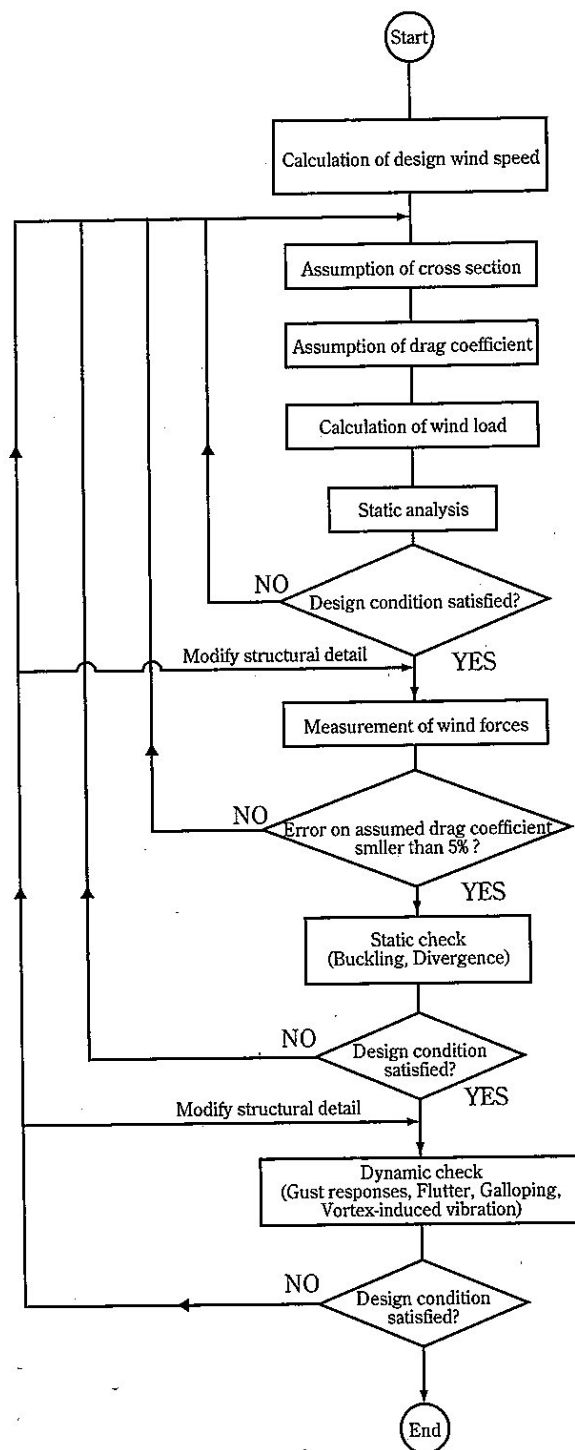 Start
Calculation of design wind speed
Assumption of cross section
Assumption of drag coefficient
Calculation of wind load
Static analysis
NO
Design condition satisfied?
Modify structural detail
YES
Measurement of wind forces
NO
Error on assumed drag coefficient
smller than 5% ?
YES
Static check
(Buckling, Divergence)
NO
Design condition
satisfied?
YES
Modify structural detail
Dynamic check
(Gust responses, Flutter, Galloping,
Vortex-induced vibration)
NO
Design condition
satisfied?
End